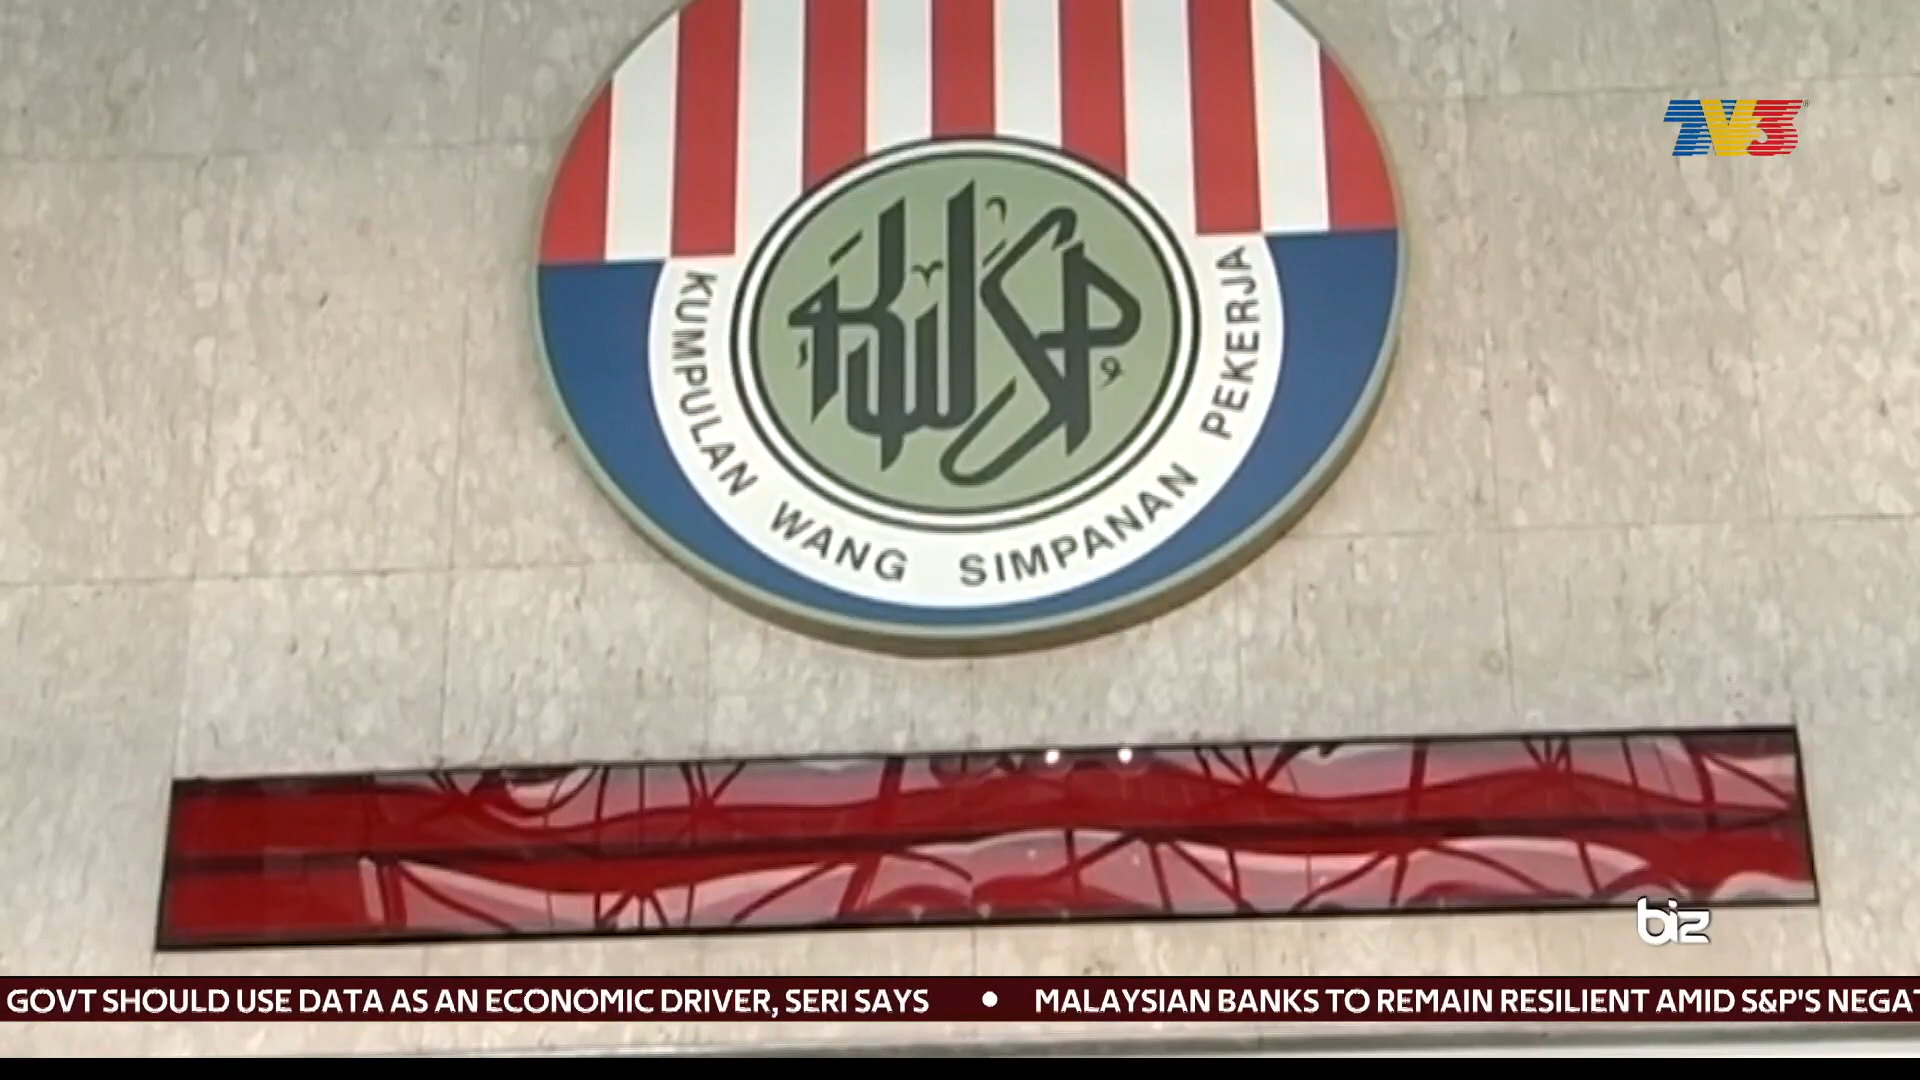 TV3
KWSP
KUMPULAN WANG SIMPANAN PEKERJA
biz
GOVT SHOULD USE DATA AS AN ECONOMIC DRIVER, SERI SAYS • MALAYSIAN BANKS TO REMAIN RESILIENT AMID S&P'S NEGAT